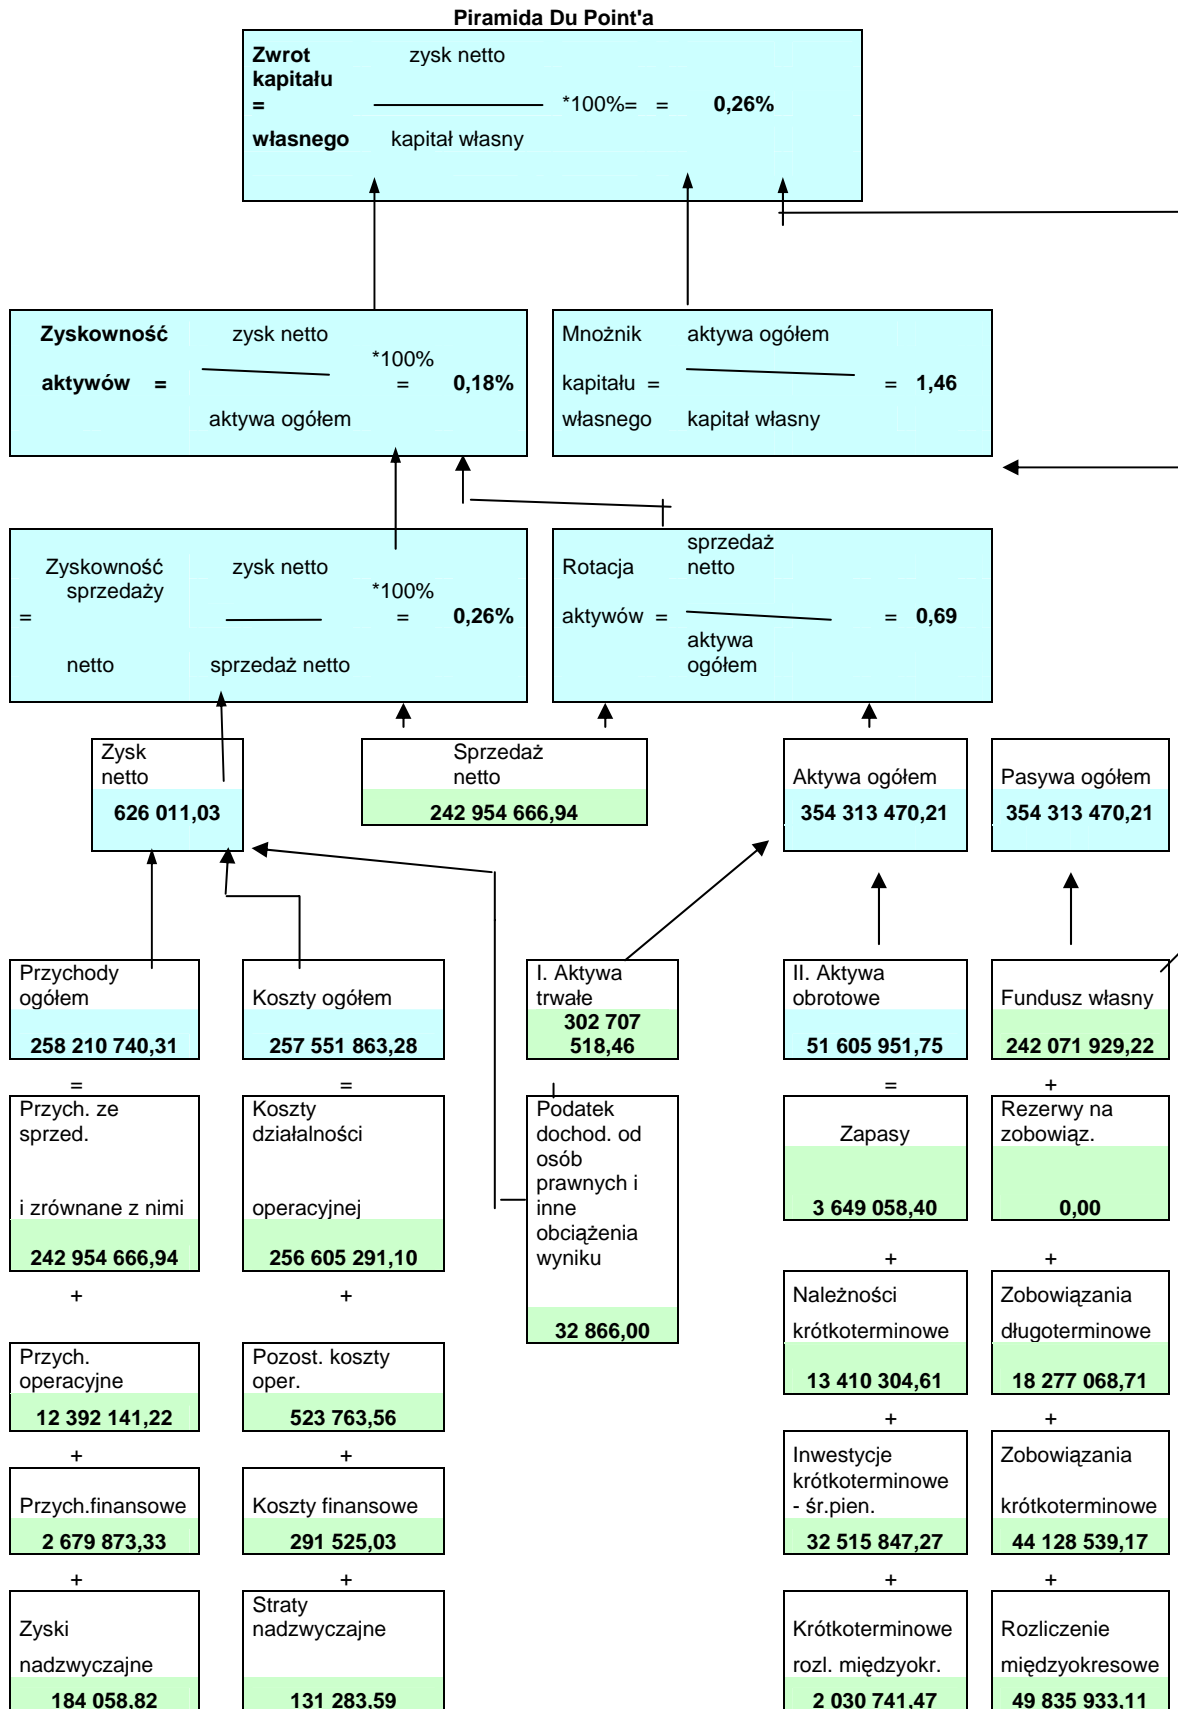 Piramida Du Point'a
Zwrot zysk netto
kapitału
= *100%= = 0,26%
własnego kapitał własny
Zyskowność zysk netto
*100%
aktywów = = 0,18%
aktywa ogółem
Mnożnik aktywa ogółem
kapitału = = 1,46
własnego kapitał własny
Zyskowność zysk netto
sprzedaży *100%
= = 0,26%
netto sprzedaż netto
sprzedaż
Rotacja netto
aktywów = = 0,69
aktywa
ogółem
Zysk
netto
626 011,03
Sprzedaż
netto
242 954 666,94
Aktywa ogółem
354 313 470,21
Pasywa ogółem
354 313 470,21
Przychody
ogółem
258 210 740,31
=
Przych. ze
sprzed.
i zrównane z nimi
242 954 666,94
+
Przych.
operacyjne
12 392 141,22
+
Przych.finansowe
2 679 873,33
+
Zyski
nadzwyczajne
184 058,82
Koszty ogółem
257 551 863,28
=
Koszty
działalności
operacyjnej
256 605 291,10
+
Pozost. koszty
oper.
523 763,56
+
Koszty finansowe
291 525,03
+
Straty
nadzwyczajne
131 283,59
I. Aktywa
trwałe
302 707
518,46
Podatek
dochod. od
osób
prawnych i
inne
obciążenia
wyniku
32 866,00
II. Aktywa
obrotowe
51 605 951,75
=
Zapasy
3 649 058,40
+
Należności
krótkoterminowe
13 410 304,61
+
Inwestycje
krótkoterminowe
- śr.pien.
32 515 847,27
+
Krótkoterminowe
rozl. międzyokr.
2 030 741,47
Fundusz własny
242 071 929,22
+
Rezerwy na
zobowiąz.
0,00
+
Zobowiązania
długoterminowe
18 277 068,71
+
Zobowiązania
krótkoterminowe
44 128 539,17
+
Rozliczenie
międzyokresowe
49 835 933,11